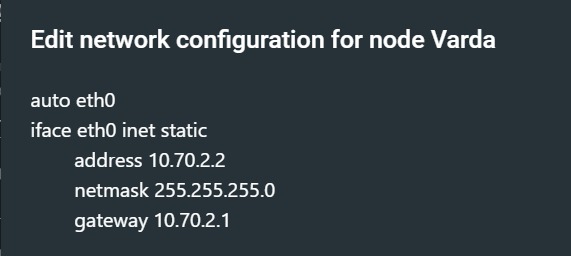 Edit network configuration for node Varda
auto eth0
iface eth0 inet static
address 10.70.2.2
netmask 255.255.255.0
gateway 10.70.2.1